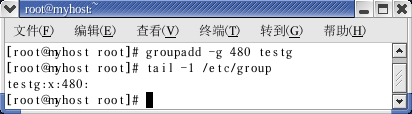 root@myhost:~
文件(F) 编辑(E) 查看(V) 终端(T) 转到(G) 帮助(H)
[root@myhost root]# groupadd -g 480 testg
[root@myhost root]# tail -1 /etc/group
testg:x:480:
[root@myhost root]#